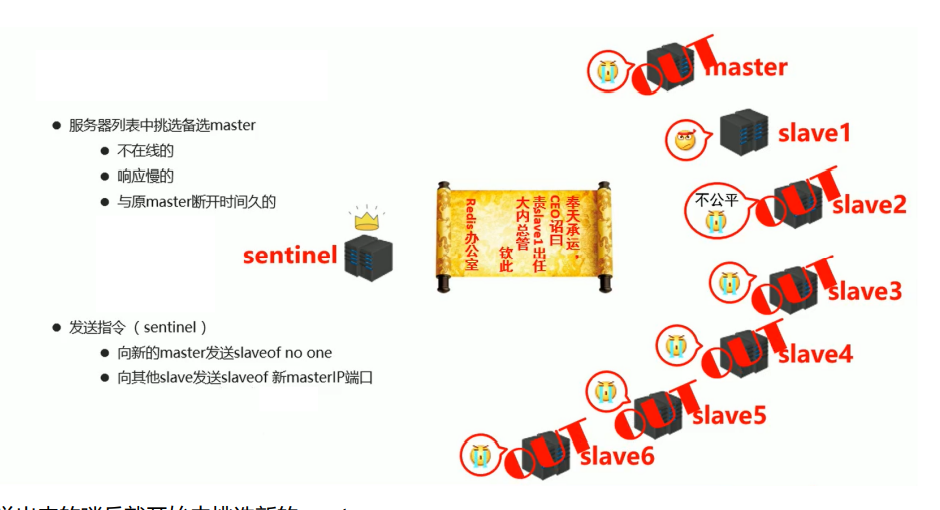 服务器列表中挑选备选master
不在线的
响应慢的
与原master断开时间久的
sentinel
发送指令（sentinel）
向新的master发送slaveof no one
向其他slave发送slaveof 新masterIP端口
奉天承运，
CEO诏曰
责slave1出任
大内总管
钦此
Redis办公室
OUT
master
slave1
不公平
OUT
slave2
OUT
slave3
OUT
slave4
OUT
slave5
OUT
slave6